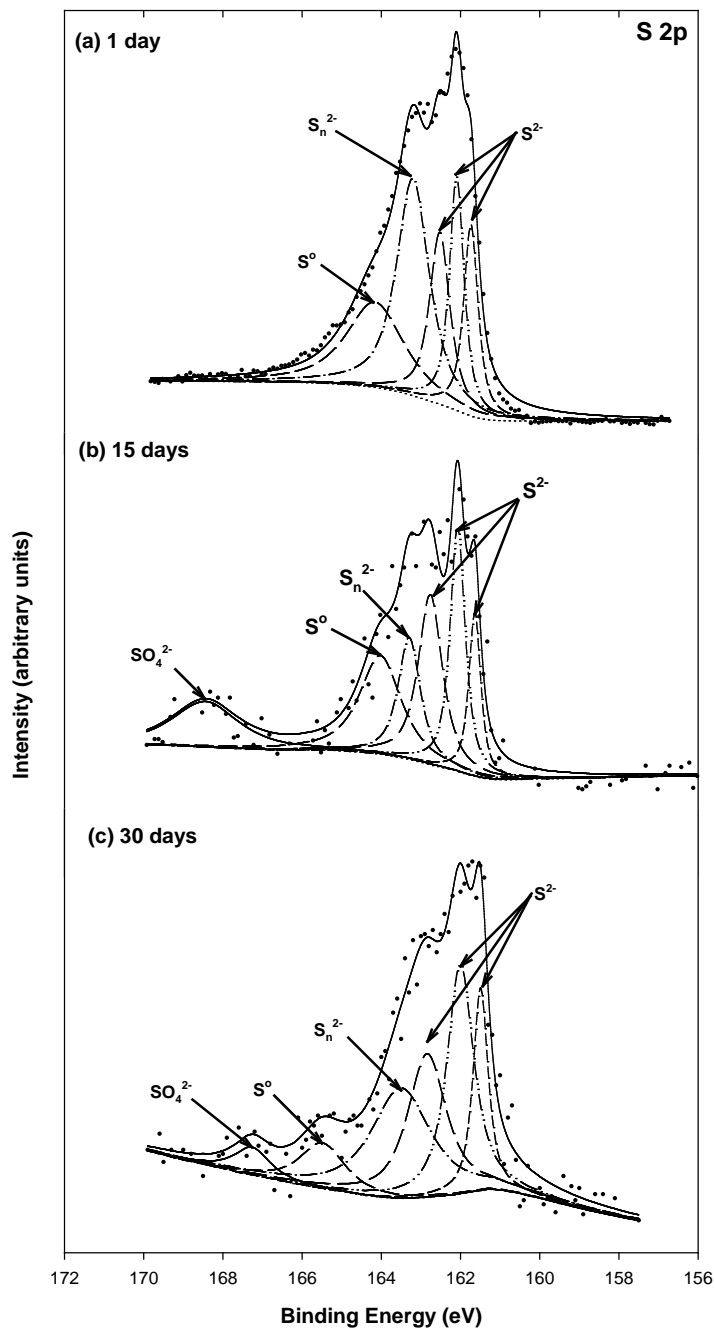 (a) 1 day
S 2p
Sₙ²⁻
S²⁻
Sᵒ
(b) 15 days
S²⁻
Sₙ²⁻
Sᵒ
SO₄²⁻
(c) 30 days
S²⁻
Sₙ²⁻
Sᵒ
SO₄²⁻
Intensity (arbitrary units)
172 170 168 166 164 162 160 158 156
Binding Energy (eV)